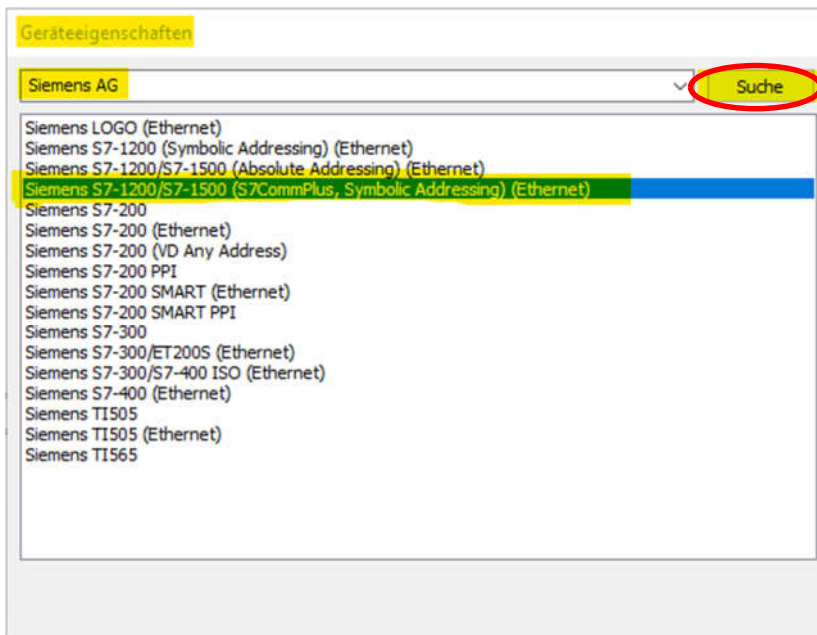 Geräteeigenschaften
Siemens AG
Suche
Siemens LOGO (Ethernet)
Siemens S7-1200 (Symbolic Addressing) (Ethernet)
Siemens S7-1200/S7-1500 (Absolute Addressing) (Ethernet)
Siemens S7-1200/S7-1500 (S7CommPlus, Symbolic Addressing) (Ethernet)
Siemens S7-200
Siemens S7-200 (Ethernet)
Siemens S7-200 (VD Any Address)
Siemens S7-200 PPI
Siemens S7-200 SMART (Ethernet)
Siemens S7-200 SMART PPI
Siemens S7-300
Siemens S7-300/ET200S (Ethernet)
Siemens S7-300/S7-400 ISO (Ethernet)
Siemens S7-400 (Ethernet)
Siemens TI505
Siemens TI505 (Ethernet)
Siemens TI565